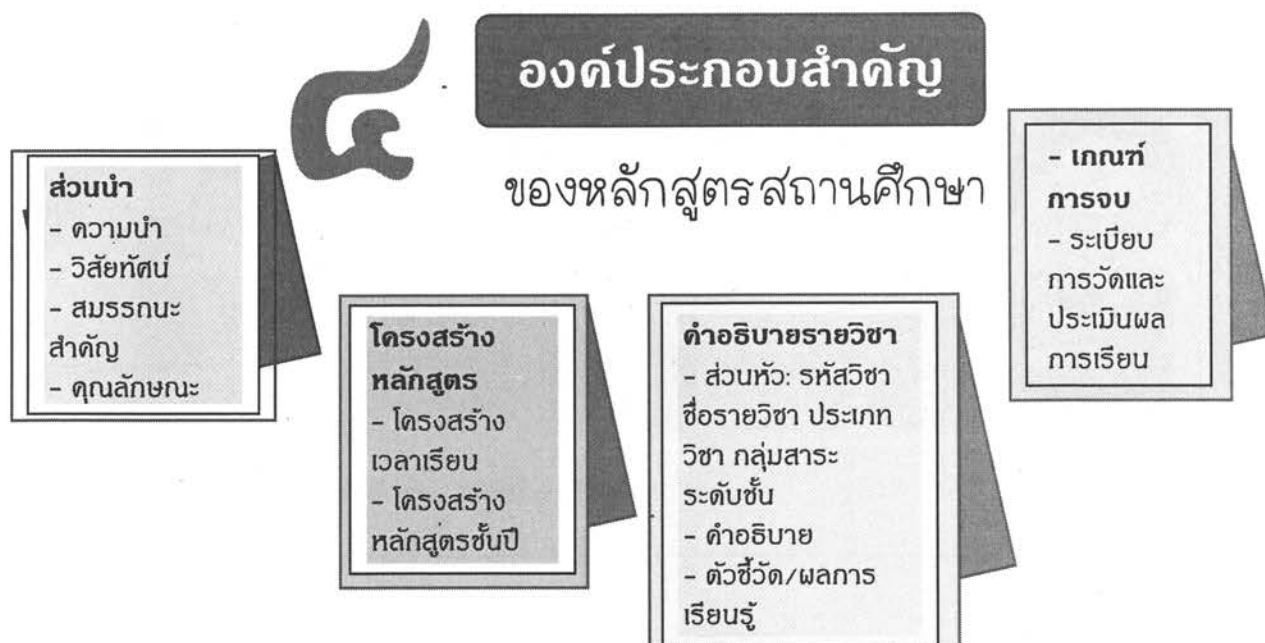 ๔
องค์ประกอบสำคัญ
ของหลักสูตรสถานศึกษา
ส่วนนำ
- ความนำ
- วิสัยทัศน์
- สมรรถนะ
สำคัญ
- คุณลักษณะ
โครงสร้าง
หลักสูตร
- โครงสร้าง
เวลาเรียน
- โครงสร้าง
หลักสูตรชั้นปี
คำอธิบายรายวิชา
- ส่วนหัว: รหัสวิชา
ชื่อรายวิชา ประเภท
วิชา กลุ่มสาระ
ระดับชั้น
- คำอธิบาย
- ตัวชี้วัด/ผลการ
เรียนรู้
- เกณฑ์
การจบ
- ระเบียบ
การวัดและ
ประเมินผล
การเรียน